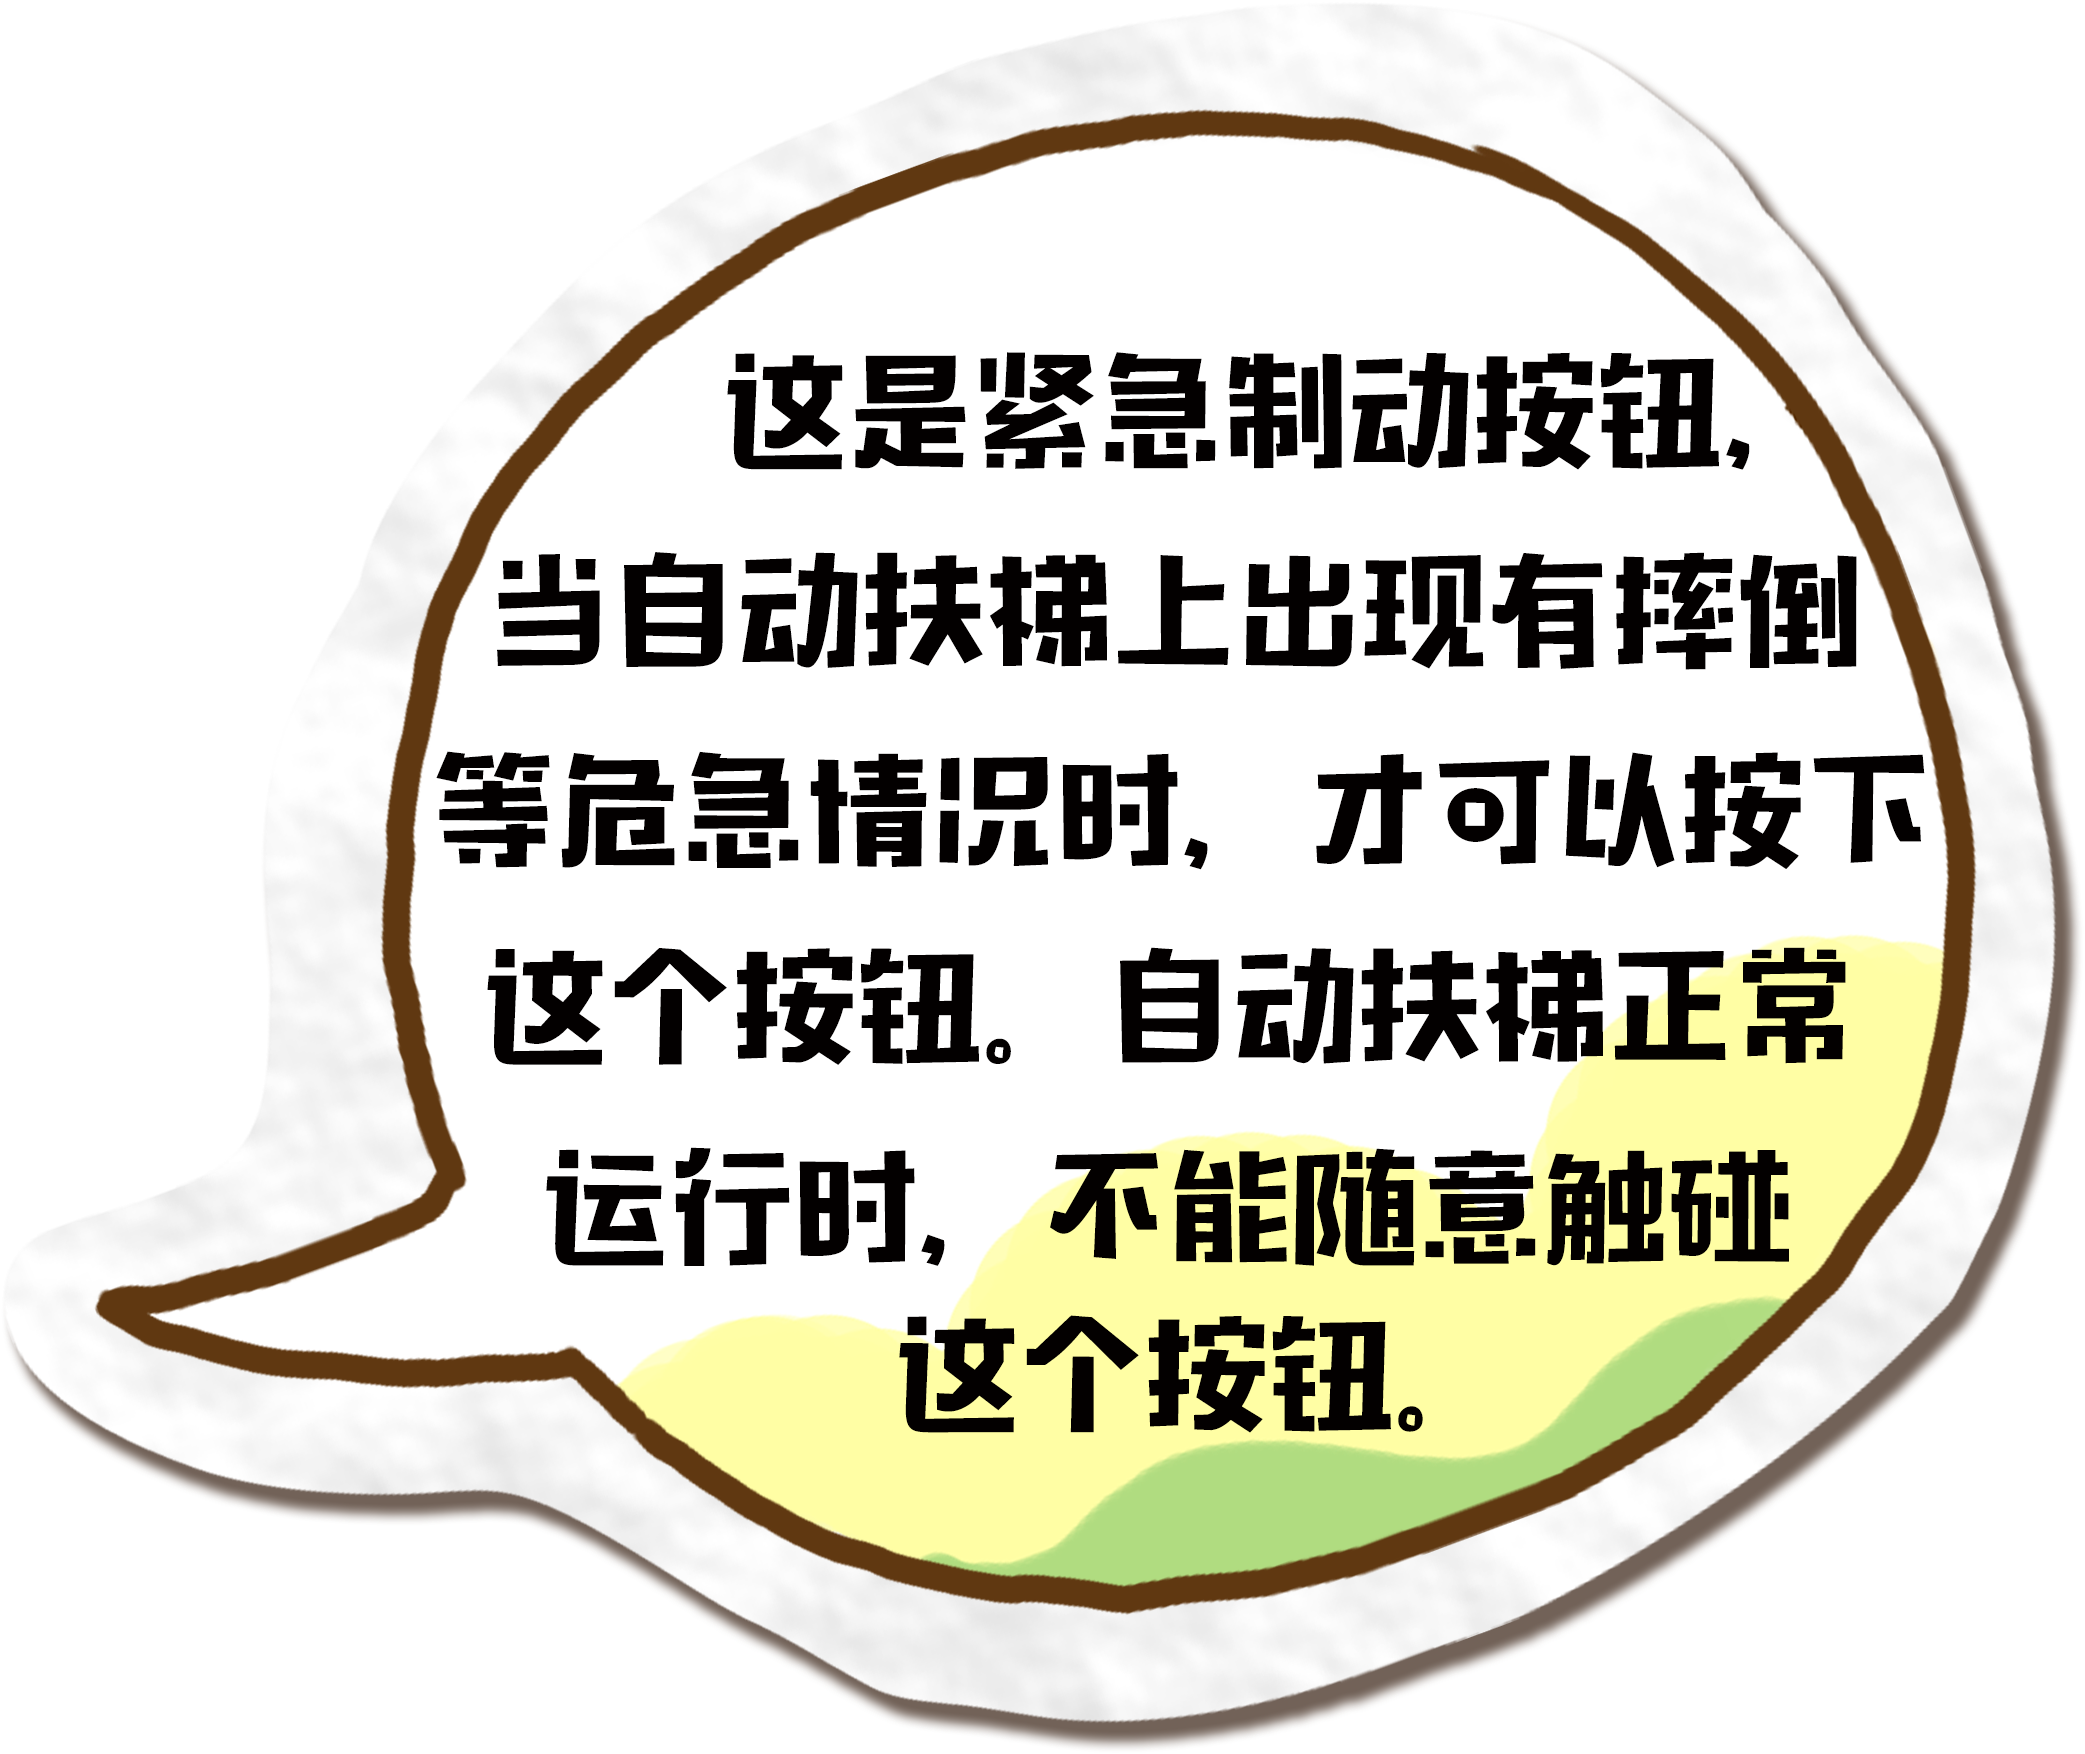 这是紧急制动按钮，
当自动扶梯上出现有摔倒
等危急情况时，才可以按下
这个按钮。自动扶梯正常
运行时，不能随意触碰
这个按钮。